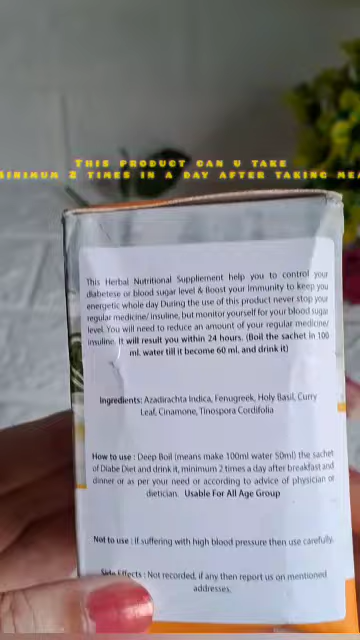 This product can u take
minimum 2 times in a day after taking mea
This Herbal Nutritional Suppliement help you to control your
diabetese or blood sugar level & Boost your Immunity to keep you
energetic whole day During the use of this product never stop your
regular medicine/ insuline, but monitor yourself for your blood sugar
level. You will need to reduce an amount of your regular medicine/
insuline. It will result you within 24 hours. (Boil the sachet in 100
ml. water till it become 60 ml. and drink it)
Ingredients: Azadirachta Indica, Fenugreek, Holy Basil, Curry
Leaf, Cinamone, Tinospora Cordifolia
How to use : Deep Boil (means make 100ml water 50ml) the sachet
of Diabe Diet and drink it, minimum 2 times a day after breakfast and
dinner or as per your need or according to advice of physician or
dietician. Usable For All Age Group
Not to use : If suffering with high blood pressure then use carefully.
Side Effects : Not recorded, if any then report us on mentioned
addresses.